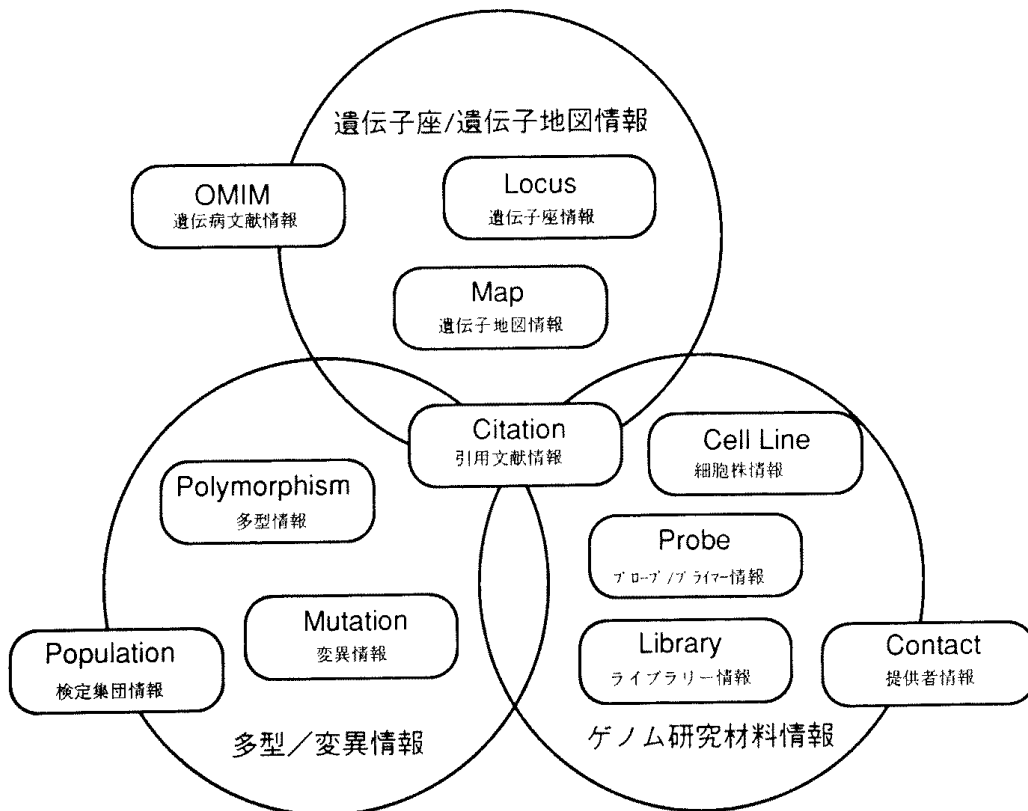 遺伝子座/遺伝子地図情報
OMIM
遺伝病文献情報
Locus
遺伝子座情報
Map
遺伝子地図情報
Citation
引用文献情報
Cell Line
細胞株情報
Polymorphism
多型情報
Probe
ﾌﾟﾛｰﾌﾞ/ﾌﾟﾗｲﾏｰ情報
Mutation
変異情報
Library
ライブラリー情報
Population
検定集団情報
Contact
提供者情報
多型／変異情報
ゲノム研究材料情報